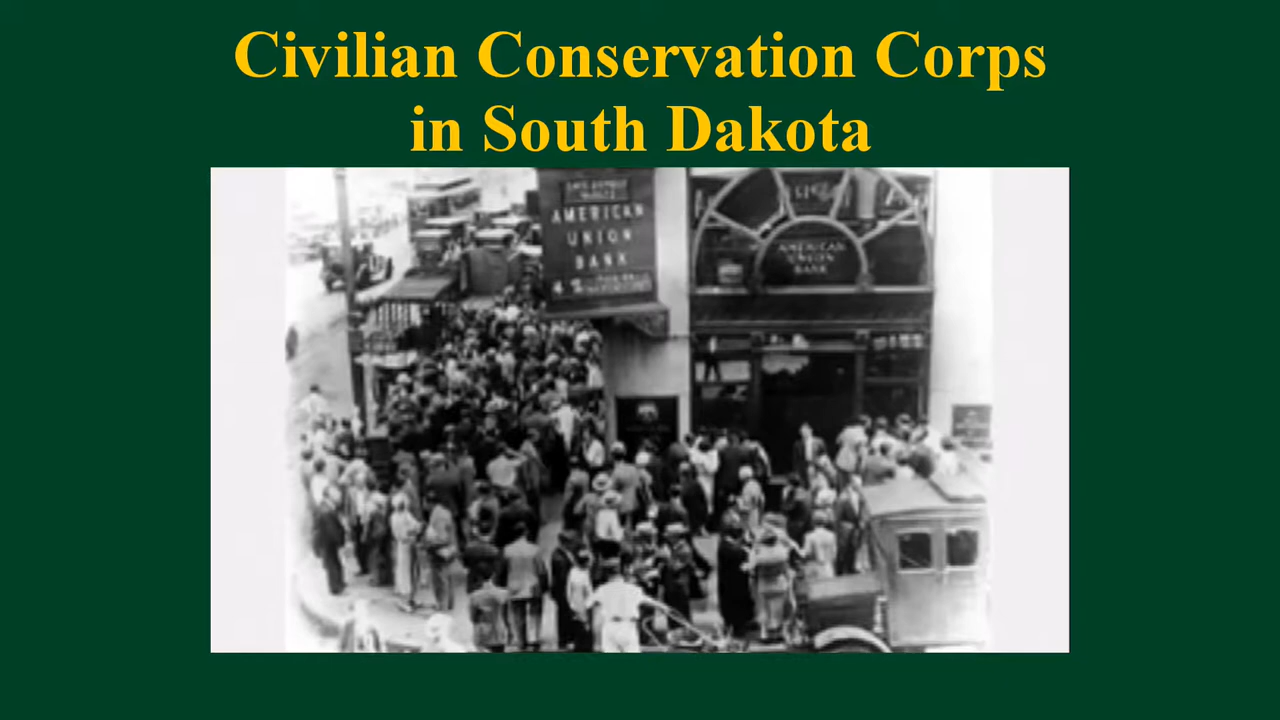 Civilian Conservation Corps
in South Dakota
AMERICAN
UNION
BANK
AMERICAN
UNION
BANK